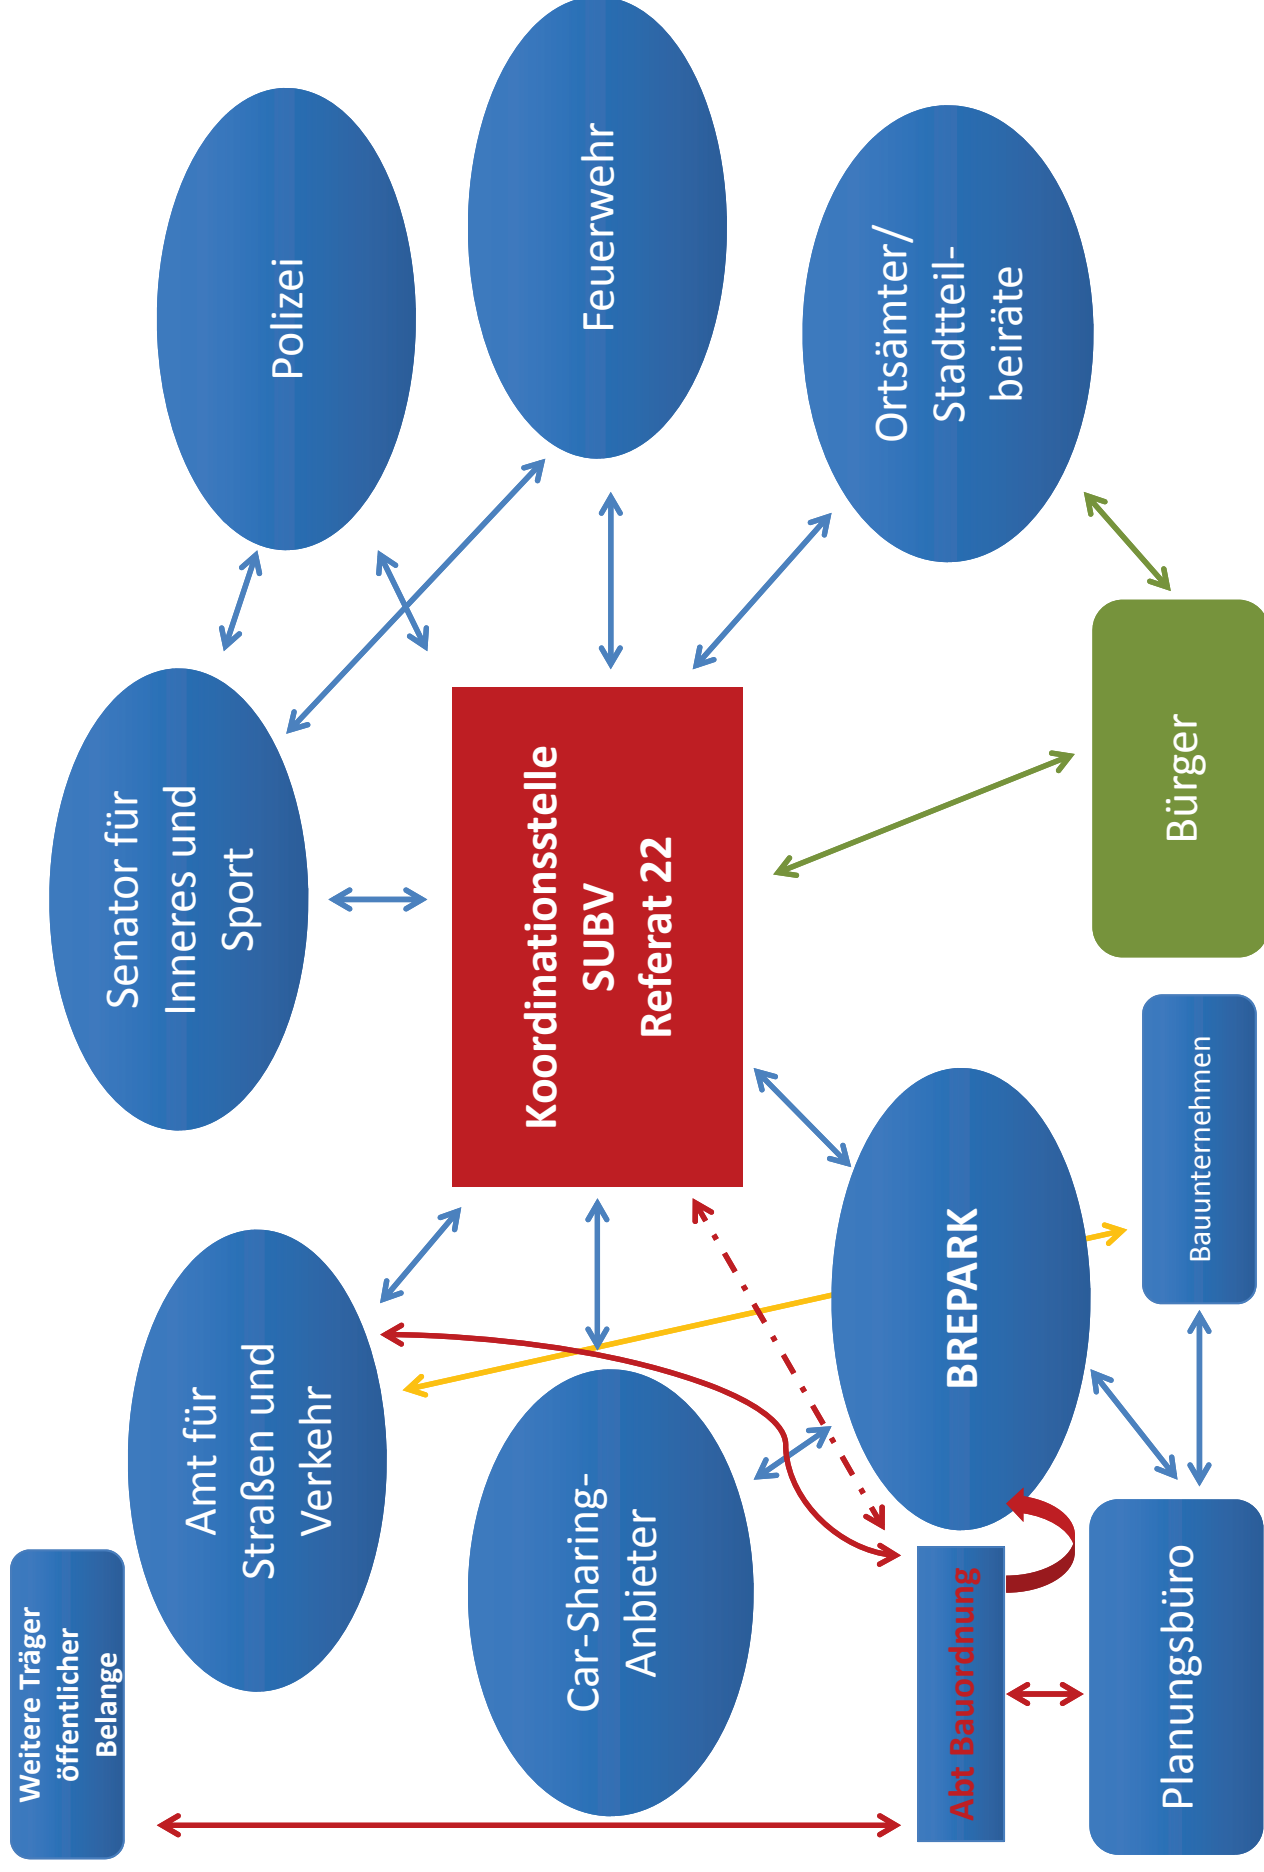 Weitere Träger
öffentlicher
Belange
Amt für
Straßen und
Verkehr
Senator für
Inneres und
Sport
Polizei
Car-Sharing-
Anbieter
Koordinationsstelle
SUBV
Referat 22
Feuerwehr
Abt Bauordnung
BREPARK
Ortsämter/
Stadtteil-
beiräte
Planungsbüro
Bauunternehmen
Bürger